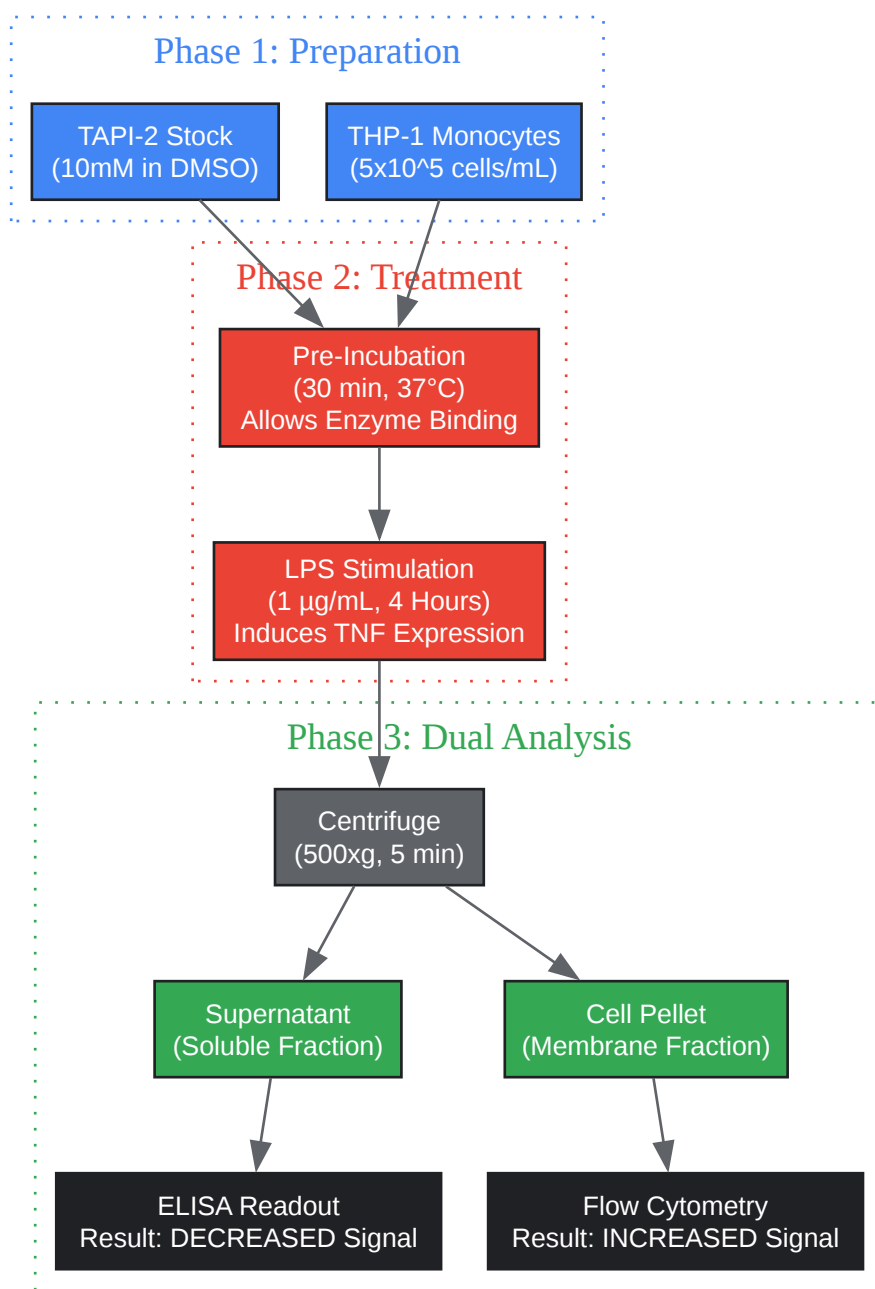 Phase 1: Preparation
TAPI-2 Stock
(10mM in DMSO)
THP-1 Monocytes
(5x10^5 cells/mL)
Phase 2: Treatment
Pre-Incubation
(30 min, 37°C)
Allows Enzyme Binding
LPS Stimulation
(1 µg/mL, 4 Hours)
Induces TNF Expression
Phase 3: Dual Analysis
Centrifuge
(500xg, 5 min)
Supernatant
(Soluble Fraction)
Cell Pellet
(Membrane Fraction)
ELISA Readout
Result: DECREASED Signal
Flow Cytometry
Result: INCREASED Signal